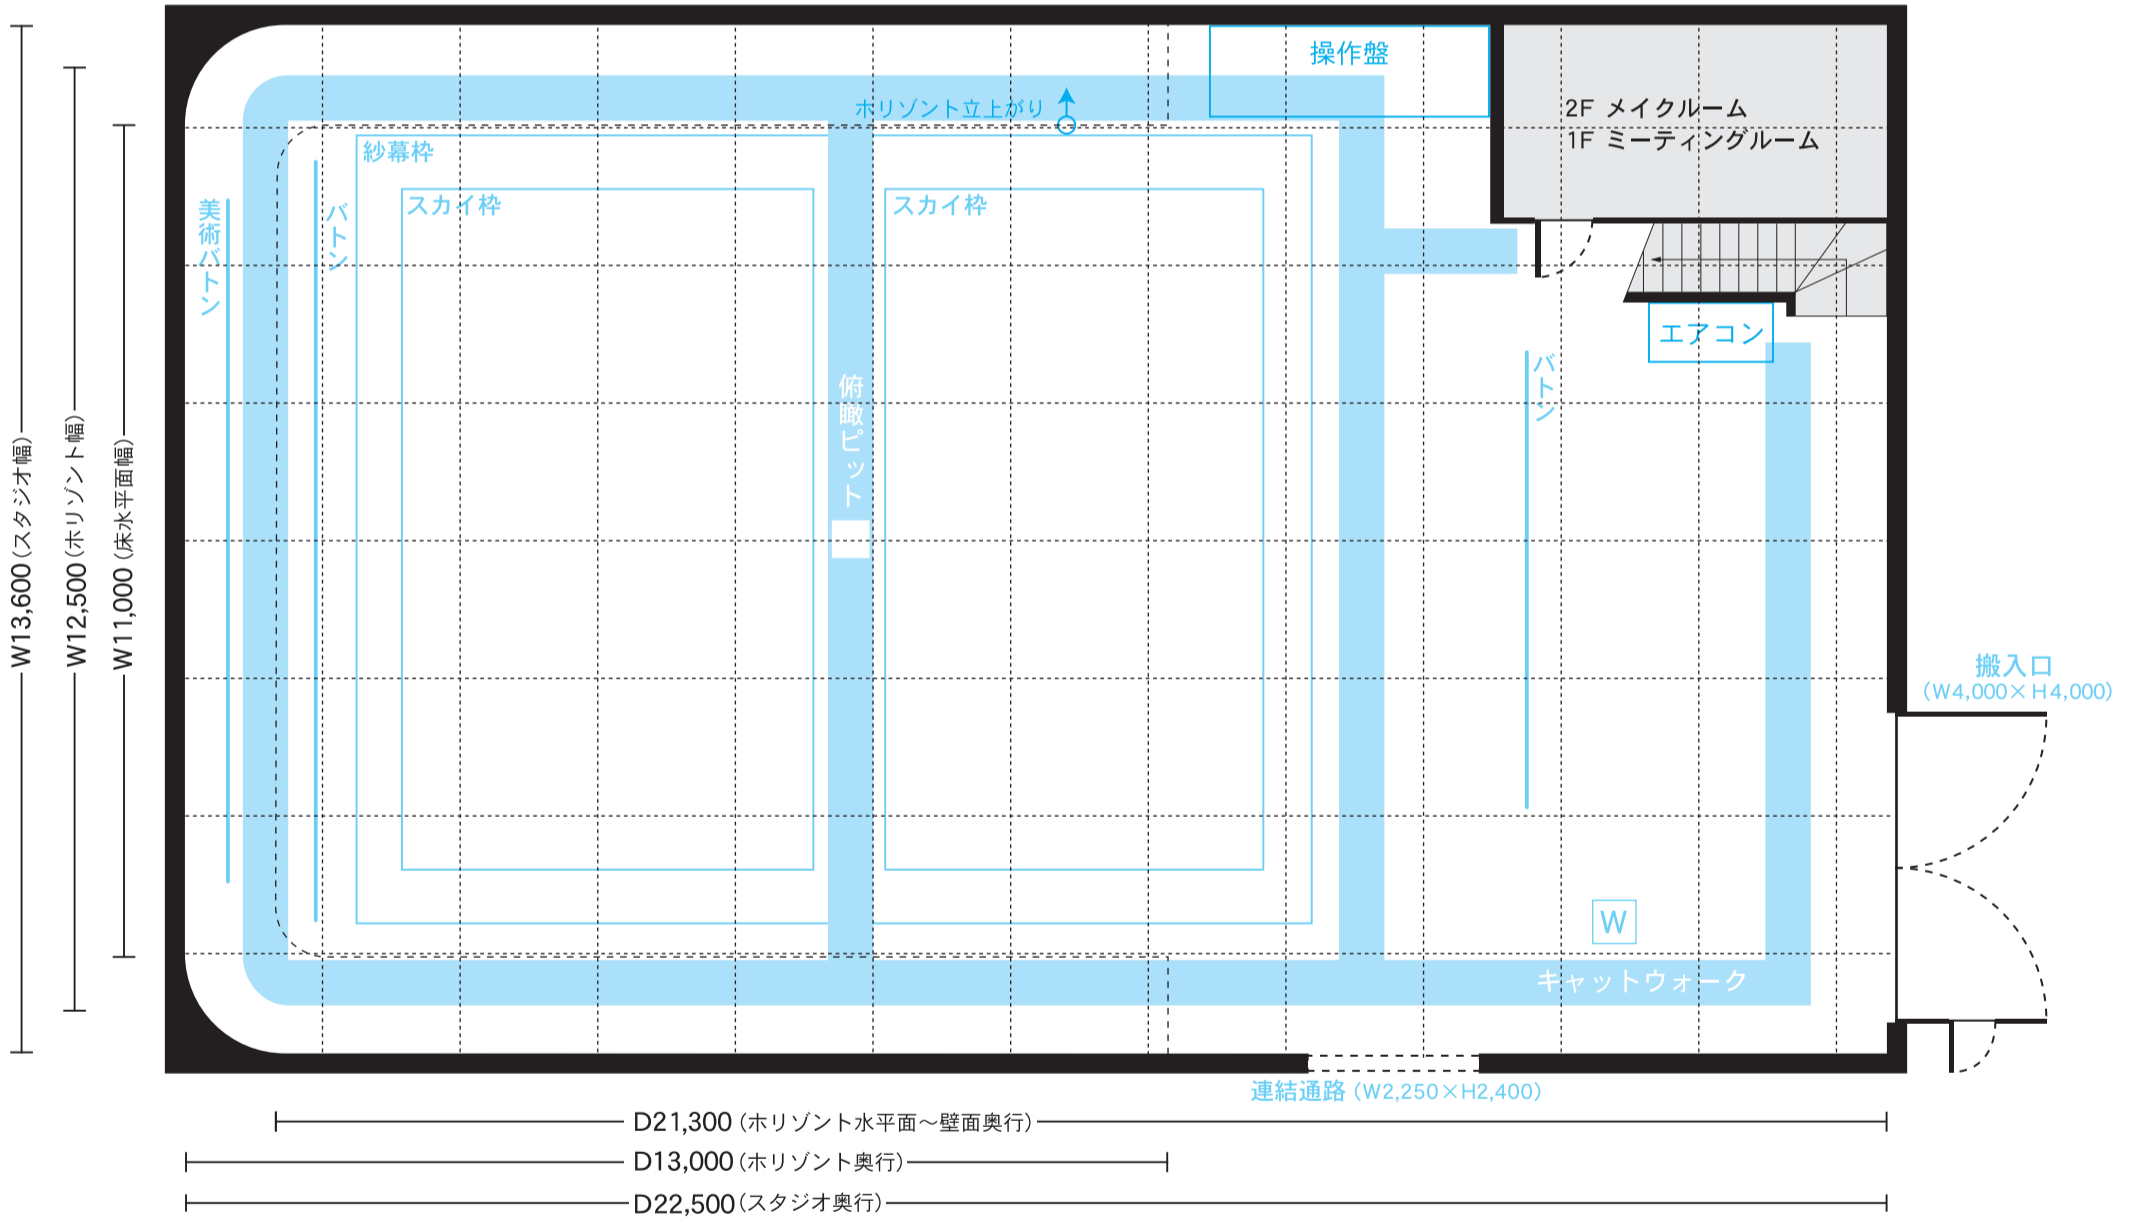 操作盤
2F メイクルーム
1F ミーティングルーム
ホリゾント立上がり
紗幕枠
スカイ枠
スカイ枠
美術バトン
バトン
エアコン
バトン
俯瞰ピット
W13,600（スタジオ幅）
W12,500（ホリゾント幅）
W11,000（床水平面幅）
搬入口
（W4,000×H4,000）
W
キャットウォーク
連結通路（W2,250×H2,400）
D21,300（ホリゾント水平面〜壁面奥行）
D13,000（ホリゾント奥行）
D22,500（スタジオ奥行）